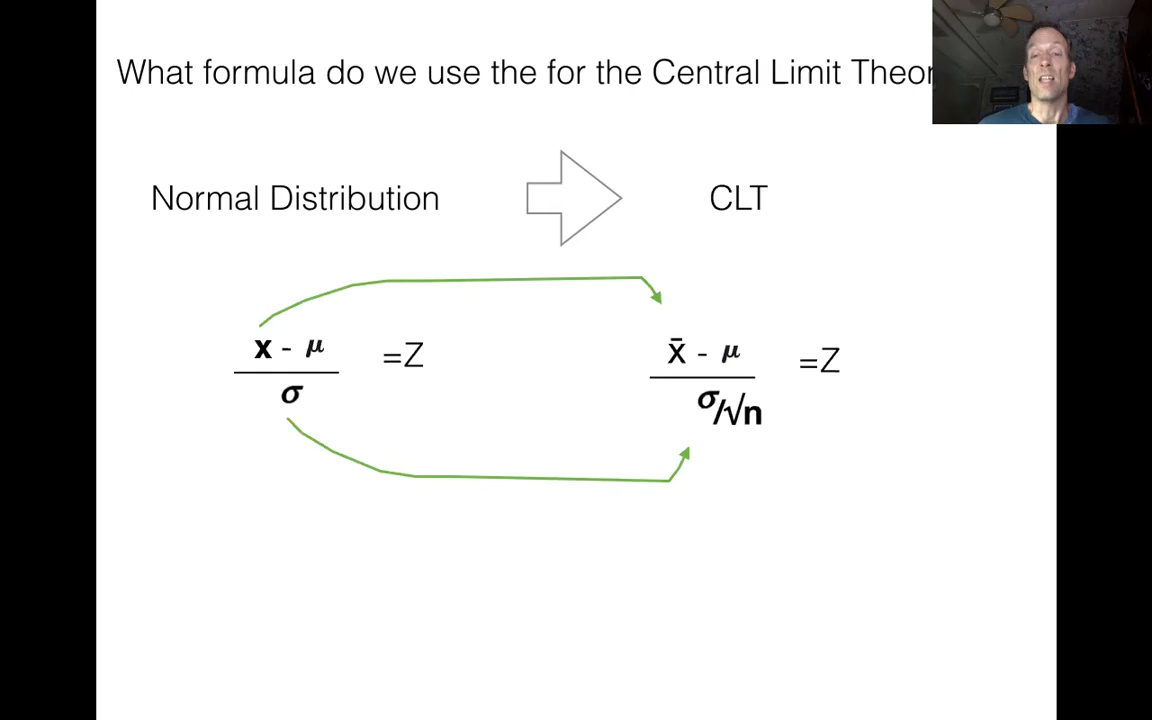 What formula do we use the for the Central Limit Theor
Normal Distribution
CLT
x - μ
=Z
σ
x̄ - μ
=Z
σ/√n